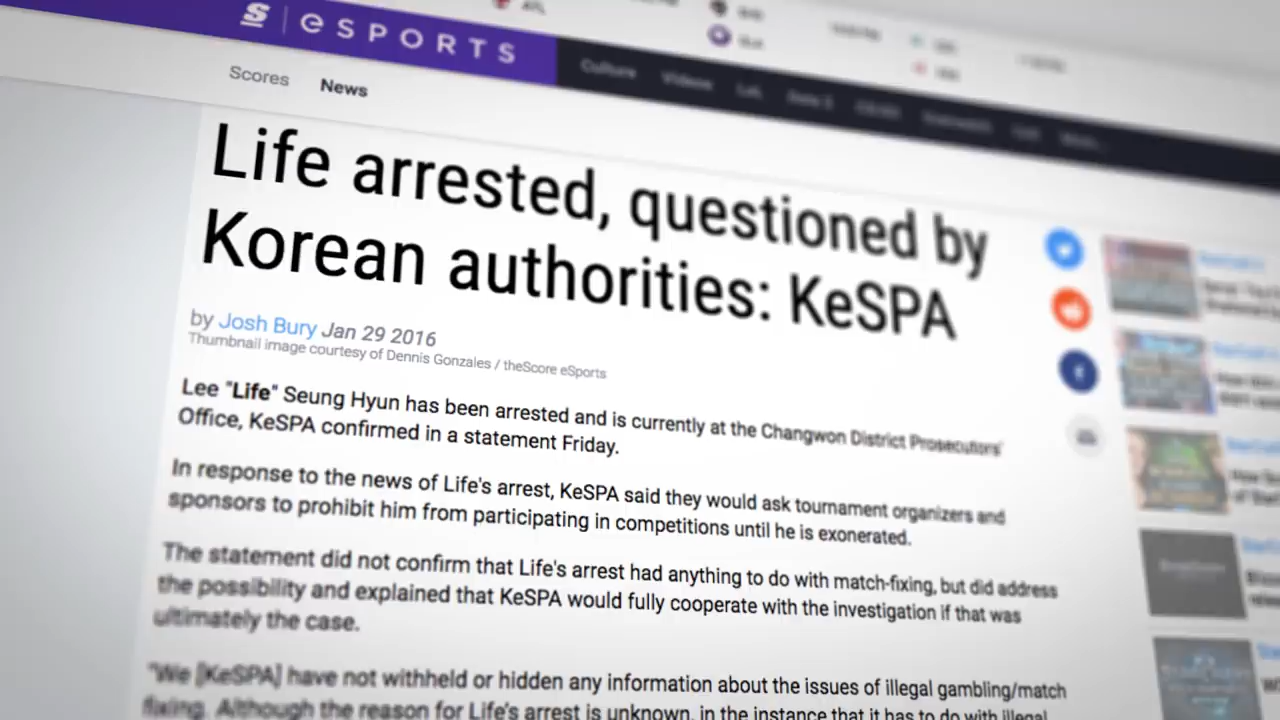 eSPORTS
Culture Videos LoL
Scores News
Life arrested, questioned by
Korean authorities: KeSPA
by Josh Bury Jan 29 2016
Thumbnail image courtesy of Dennis Gonzales / theScore eSports
Lee "Life" Seung Hyun has been arrested and is currently at the Changwon District Prosecutors'
Office, KeSPA confirmed in a statement Friday.
In response to the news of Life's arrest, KeSPA said they would ask tournament organizers and
sponsors to prohibit him from participating in competitions until he is exonerated.
The statement did not confirm that Life's arrest had anything to do with match-fixing, but did address
the possibility and explained that KeSPA would fully cooperate with the investigation if that was
ultimately the case.
"We [KeSPA] have not withheld or hidden any information about the issues of illegal gambling/match
fixing. Although the reason for Life's arrest is unknown, in the instance that it has to do with illegal